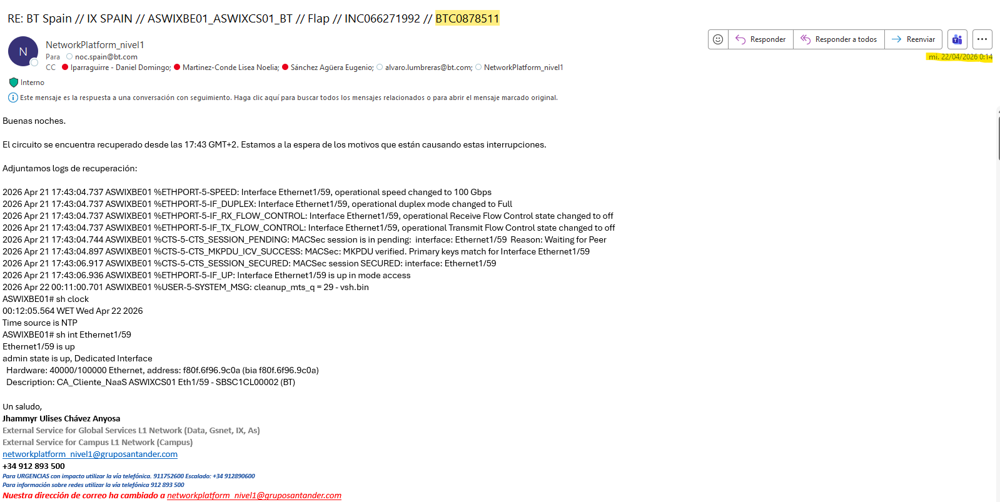 RE: BT Spain // IX SPAIN // ASWIXBE01_ASWIXCS01_BT // Flap // INC066271992 // BTC0878511
N
NetworkPlatform_nivel1
Para noc.spain@bt.com
CC Iparraguirre - Daniel Domingo; Martinez-Conde Lisea Noelia; Sánchez Agüera Eugenio; alvaro.lumbreras@bt.com; NetworkPlatform_nivel1
Responder
Responder a todos
Reenviar
mi. 22/04/2026 0:14
Interno
Este mensaje es la respuesta a una conversación con seguimiento. Haga clic aquí para buscar todos los mensajes relacionados o para abrir el mensaje marcado original.
Buenas noches.
El circuito se encuentra recuperado desde las 17:43 GMT+2. Estamos a la espera de los motivos que están causando estas interrupciones.
Adjuntamos logs de recuperación:
2026 Apr 21 17:43:04.737 ASWIXBE01 %ETHPORT-5-SPEED: Interface Ethernet1/59, operational speed changed to 100 Gbps
2026 Apr 21 17:43:04.737 ASWIXBE01 %ETHPORT-5-IF_DUPLEX: Interface Ethernet1/59, operational duplex mode changed to Full
2026 Apr 21 17:43:04.737 ASWIXBE01 %ETHPORT-5-IF_RX_FLOW_CONTROL: Interface Ethernet1/59, operational Receive Flow Control state changed to off
2026 Apr 21 17:43:04.737 ASWIXBE01 %ETHPORT-5-IF_TX_FLOW_CONTROL: Interface Ethernet1/59, operational Transmit Flow Control state changed to off
2026 Apr 21 17:43:04.744 ASWIXBE01 %CTS-5-CTS_SESSION_PENDING: MACSec session is in pending:  interface: Ethernet1/59  Reason: Waiting for Peer
2026 Apr 21 17:43:04.897 ASWIXBE01 %CTS-5-CTS_MKPDU_ICV_SUCCESS: MACSec: MKPDU verified. Primary keys match for Interface Ethernet1/59
2026 Apr 21 17:43:06.917 ASWIXBE01 %CTS-5-CTS_SESSION_SECURED: MACSec session SECURED: interface: Ethernet1/59
2026 Apr 21 17:43:06.936 ASWIXBE01 %ETHPORT-5-IF_UP: Interface Ethernet1/59 is up in mode access
2026 Apr 22 00:11:00.701 ASWIXBE01 %USER-5-SYSTEM_MSG: cleanup_mts_q = 29 - vsh.bin
ASWIXBE01# sh clock
00:12:05.564 WET Wed Apr 22 2026
Time source is NTP
ASWIXBE01# sh int Ethernet1/59
Ethernet1/59 is up
admin state is up, Dedicated Interface
Hardware: 40000/100000 Ethernet, address: f80f.6f96.9c0a (bia f80f.6f96.9c0a)
Description: CA_Cliente_NaaS ASWIXCS01 Eth1/59 - SBSC1CL00002 (BT)
Un saludo,
Jhammyr Ulises Chávez Anyosa
External Service for Global Services L1 Network (Data, Gsnet, IX, As)
External Service for Campus L1 Network (Campus)
networkplatform_nivel1@gruposantander.com
+34 912 893 500
Para URGENCIAS con impacto utilizar la vía telefónica. 911752600 Escalado: +34 912890600
Para información sobre redes utilizar la vía telefónica 912 893 500
Nuestra dirección de correo ha cambiado a networkplatform_nivel1@gruposantander.com